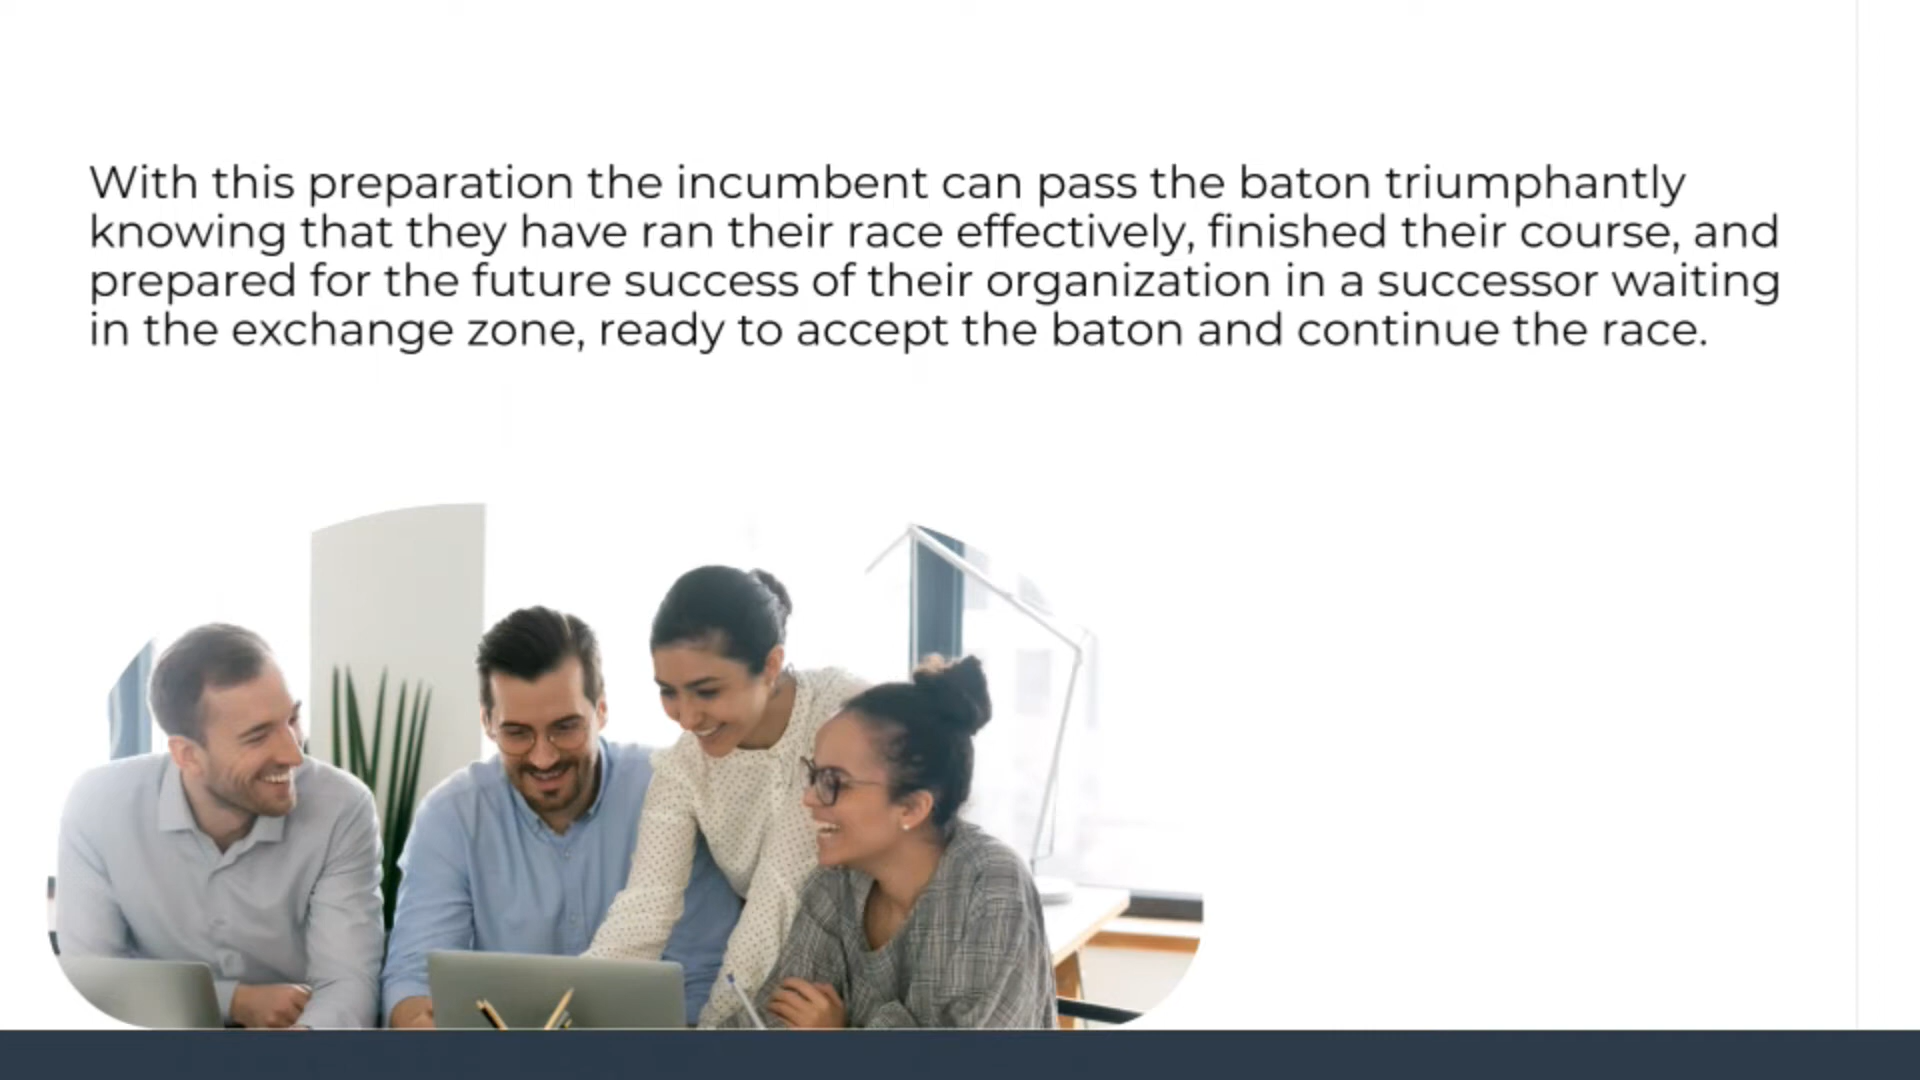 With this preparation the incumbent can pass the baton triumphantly
knowing that they have ran their race effectively, finished their course, and
prepared for the future success of their organization in a successor waiting
in the exchange zone, ready to accept the baton and continue the race.